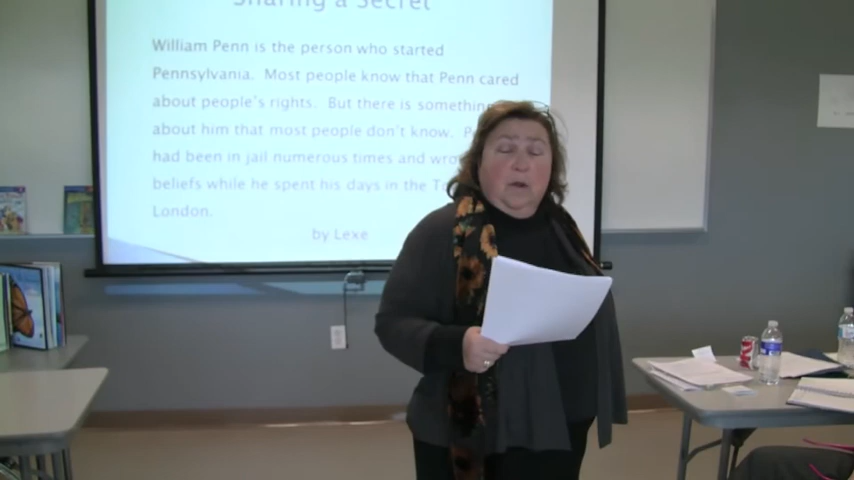 Sharing a Secret
William Penn is the person who started
Pennsylvania. Most people know that Penn cared
about people's rights. But there is something
about him that most people don't know.
had been in jail numerous times and
beliefs while he spent his days in the
London.
by Lexe